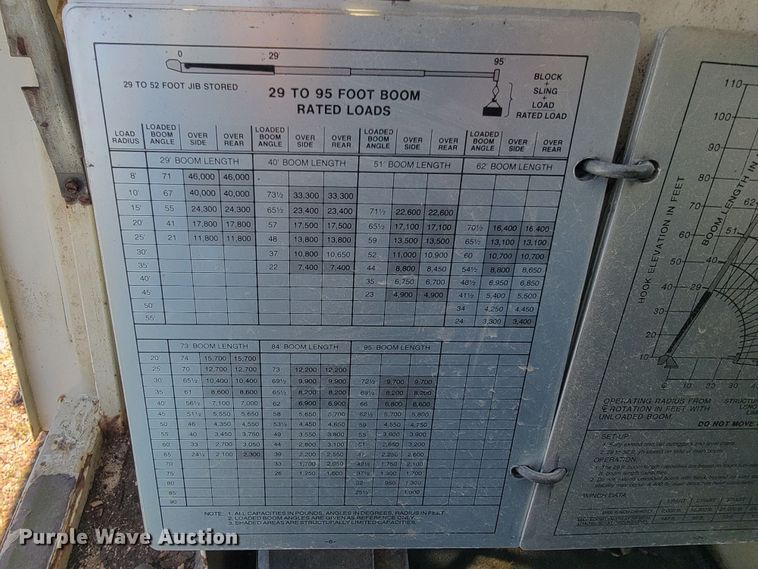 0 29' 95'
29 TO 52 FOOT JIB STORED
29 TO 95 FOOT BOOM
RATED LOADS
BLOCK
+
SLING
+
LOAD
RATED LOAD
LOAD RADIUS LOADED BOOM ANGLE OVER SIDE OVER REAR LOADED BOOM ANGLE OVER SIDE OVER REAR LOADED BOOM ANGLE OVER SIDE OVER REAR LOADED BOOM ANGLE OVER SIDE OVER REAR
29' BOOM LENGTH 40' BOOM LENGTH 51' BOOM LENGTH 62' BOOM LENGTH
8' 71 46,000 46,000
10' 67 40,000 40,000 73½ 33,300 33,300
15' 55 24,300 24,300 65½ 23,400 23,400 71½ 22,600 22,600
20' 41 17,800 17,800 57 17,500 17,500 65½ 17,100 17,100 70½ 16,400 16,400
25' 21 11,800 11,800 48 13,800 13,800 59 13,500 13,500 65½ 13,100 13,100
30' 37 10,800 10,650 52 11,000 10,900 60 10,700 10,700
35' 22 7,400 7,400 44 8,800 8,450 54½ 8,800 8,650
40' 35 6,750 6,700 48½ 6,950 6,850
45' 23 4,900 4,900 41½ 5,400 5,500
50' 34 4,250 4,450
55' 24 3,300 3,400
73' BOOM LENGTH 84' BOOM LENGTH 95' BOOM LENGTH
20' 74 15,700 15,700
25 70 12,700 12,700 73 12,200 12,200
30 65½ 10,400 10,400 69½ 9,900 9,900 72½ 9,700 9,700
35 61 8,600 8,600 65½ 8,200 8,200 69½ 8,200 8,200
40' 56½ 7,100 7,000 62 6,900 6,900 66 6,800 6,600
45 51½ 5,550 5,650 58 5,650 5,700 62½ 5,700 5,800
50 46 4,350 4,550 53½ 4,450 4,650 59 4,550 4,750
55 40 3,450 3,750 49 3,550 3,800 55 3,600 3,900
60 33 2,700 3,050 44 2,800 3,100 2,850 3,200
65 24½ 2,100 2,300 39 2,200 2,550 2,250 2,600
70 33 1,700 2,050 1,750 2,100
75 26 1,250 1,600 1,300 1,700
80 950 1,300
85 1,000
90
NOTE: 1. ALL CAPACITIES IN POUNDS, ANGLES IN DEGREES, RADIUS IN FEET.
2. LOADED BOOM ANGLES ARE GIVEN AS REFERENCE ONLY.
3. SHADED AREAS ARE STRUCTURALLY LIMITED CAPACITIES.
-6-
110
100
90
80
70
60
50
40
30
20
10
HOOK ELEVATION IN FEET
BOOM LENGTH IN
62
51
40
29
0 10 20 30
OPERATING RADIUS FROM
℄ ROTATION IN FEET WITH
UNLOADED BOOM
DO NOT MOVE
SET-UP:
OPERATION:
WINCH DATA
Purple Wave Auction